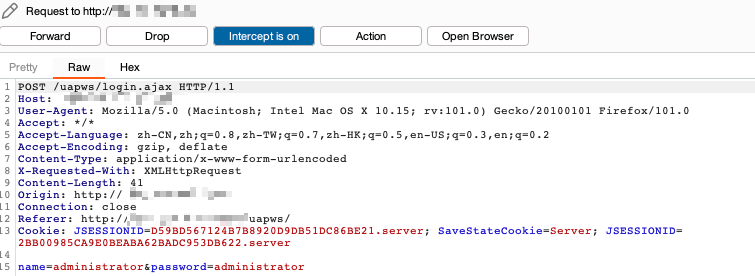 Request to http://
Forward Drop Intercept is on Action Open Browser
Pretty Raw Hex
1 POST /uapws/login.ajax HTTP/1.1
2 Host:
3 User-Agent: Mozilla/5.0 (Macintosh; Intel Mac OS X 10.15; rv:101.0) Gecko/20100101 Firefox/101.0
4 Accept: */*
5 Accept-Language: zh-CN,zh;q=0.8,zh-TW;q=0.7,zh-HK;q=0.5,en-US;q=0.3,en;q=0.2
6 Accept-Encoding: gzip, deflate
7 Content-Type: application/x-www-form-urlencoded
8 X-Requested-With: XMLHttpRequest
9 Content-Length: 41
10 Origin: http://
11 Connection: close
12 Referer: http:/ uapws/
13 Cookie: JSESSIONID=D59BD567124B7B8920D9DB51DC86BE21.server; SaveStateCookie=Server; JSESSIONID=
2BB00985CA9E0BEABA62BADC953DB622.server
14
15 name=administrator&password=administrator